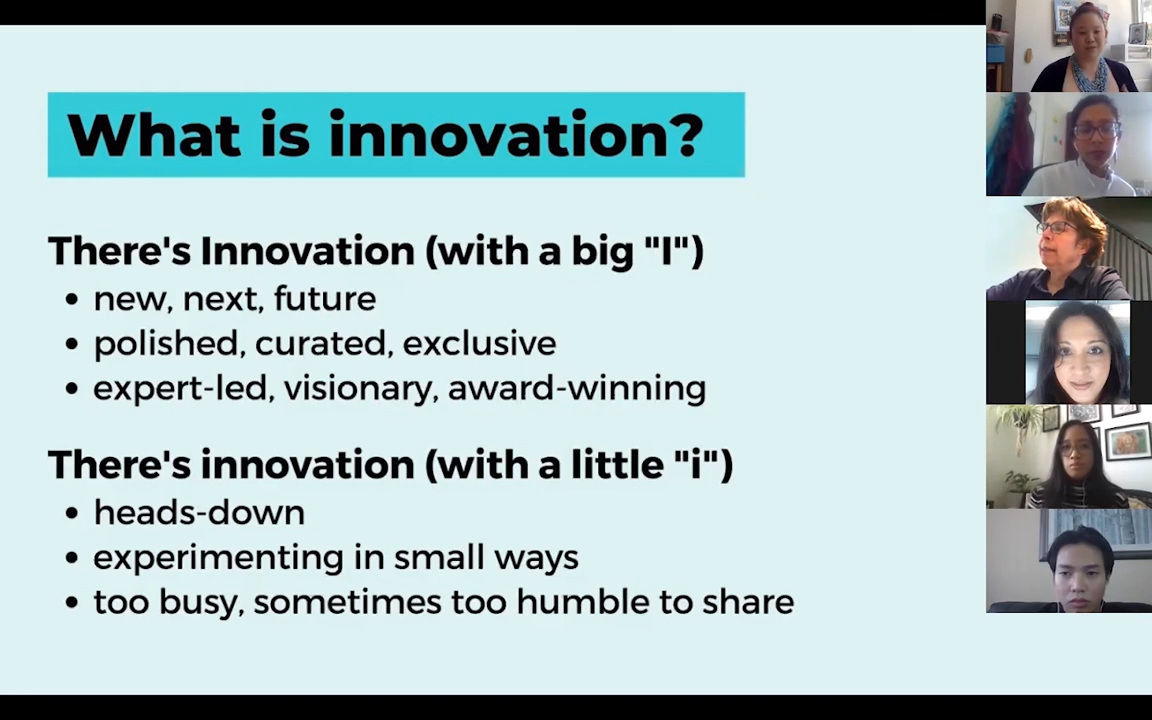 What is innovation?
There's Innovation (with a big "I")
• new, next, future
• polished, curated, exclusive
• expert-led, visionary, award-winning
There's innovation (with a little "i")
• heads-down
• experimenting in small ways
• too busy, sometimes too humble to share